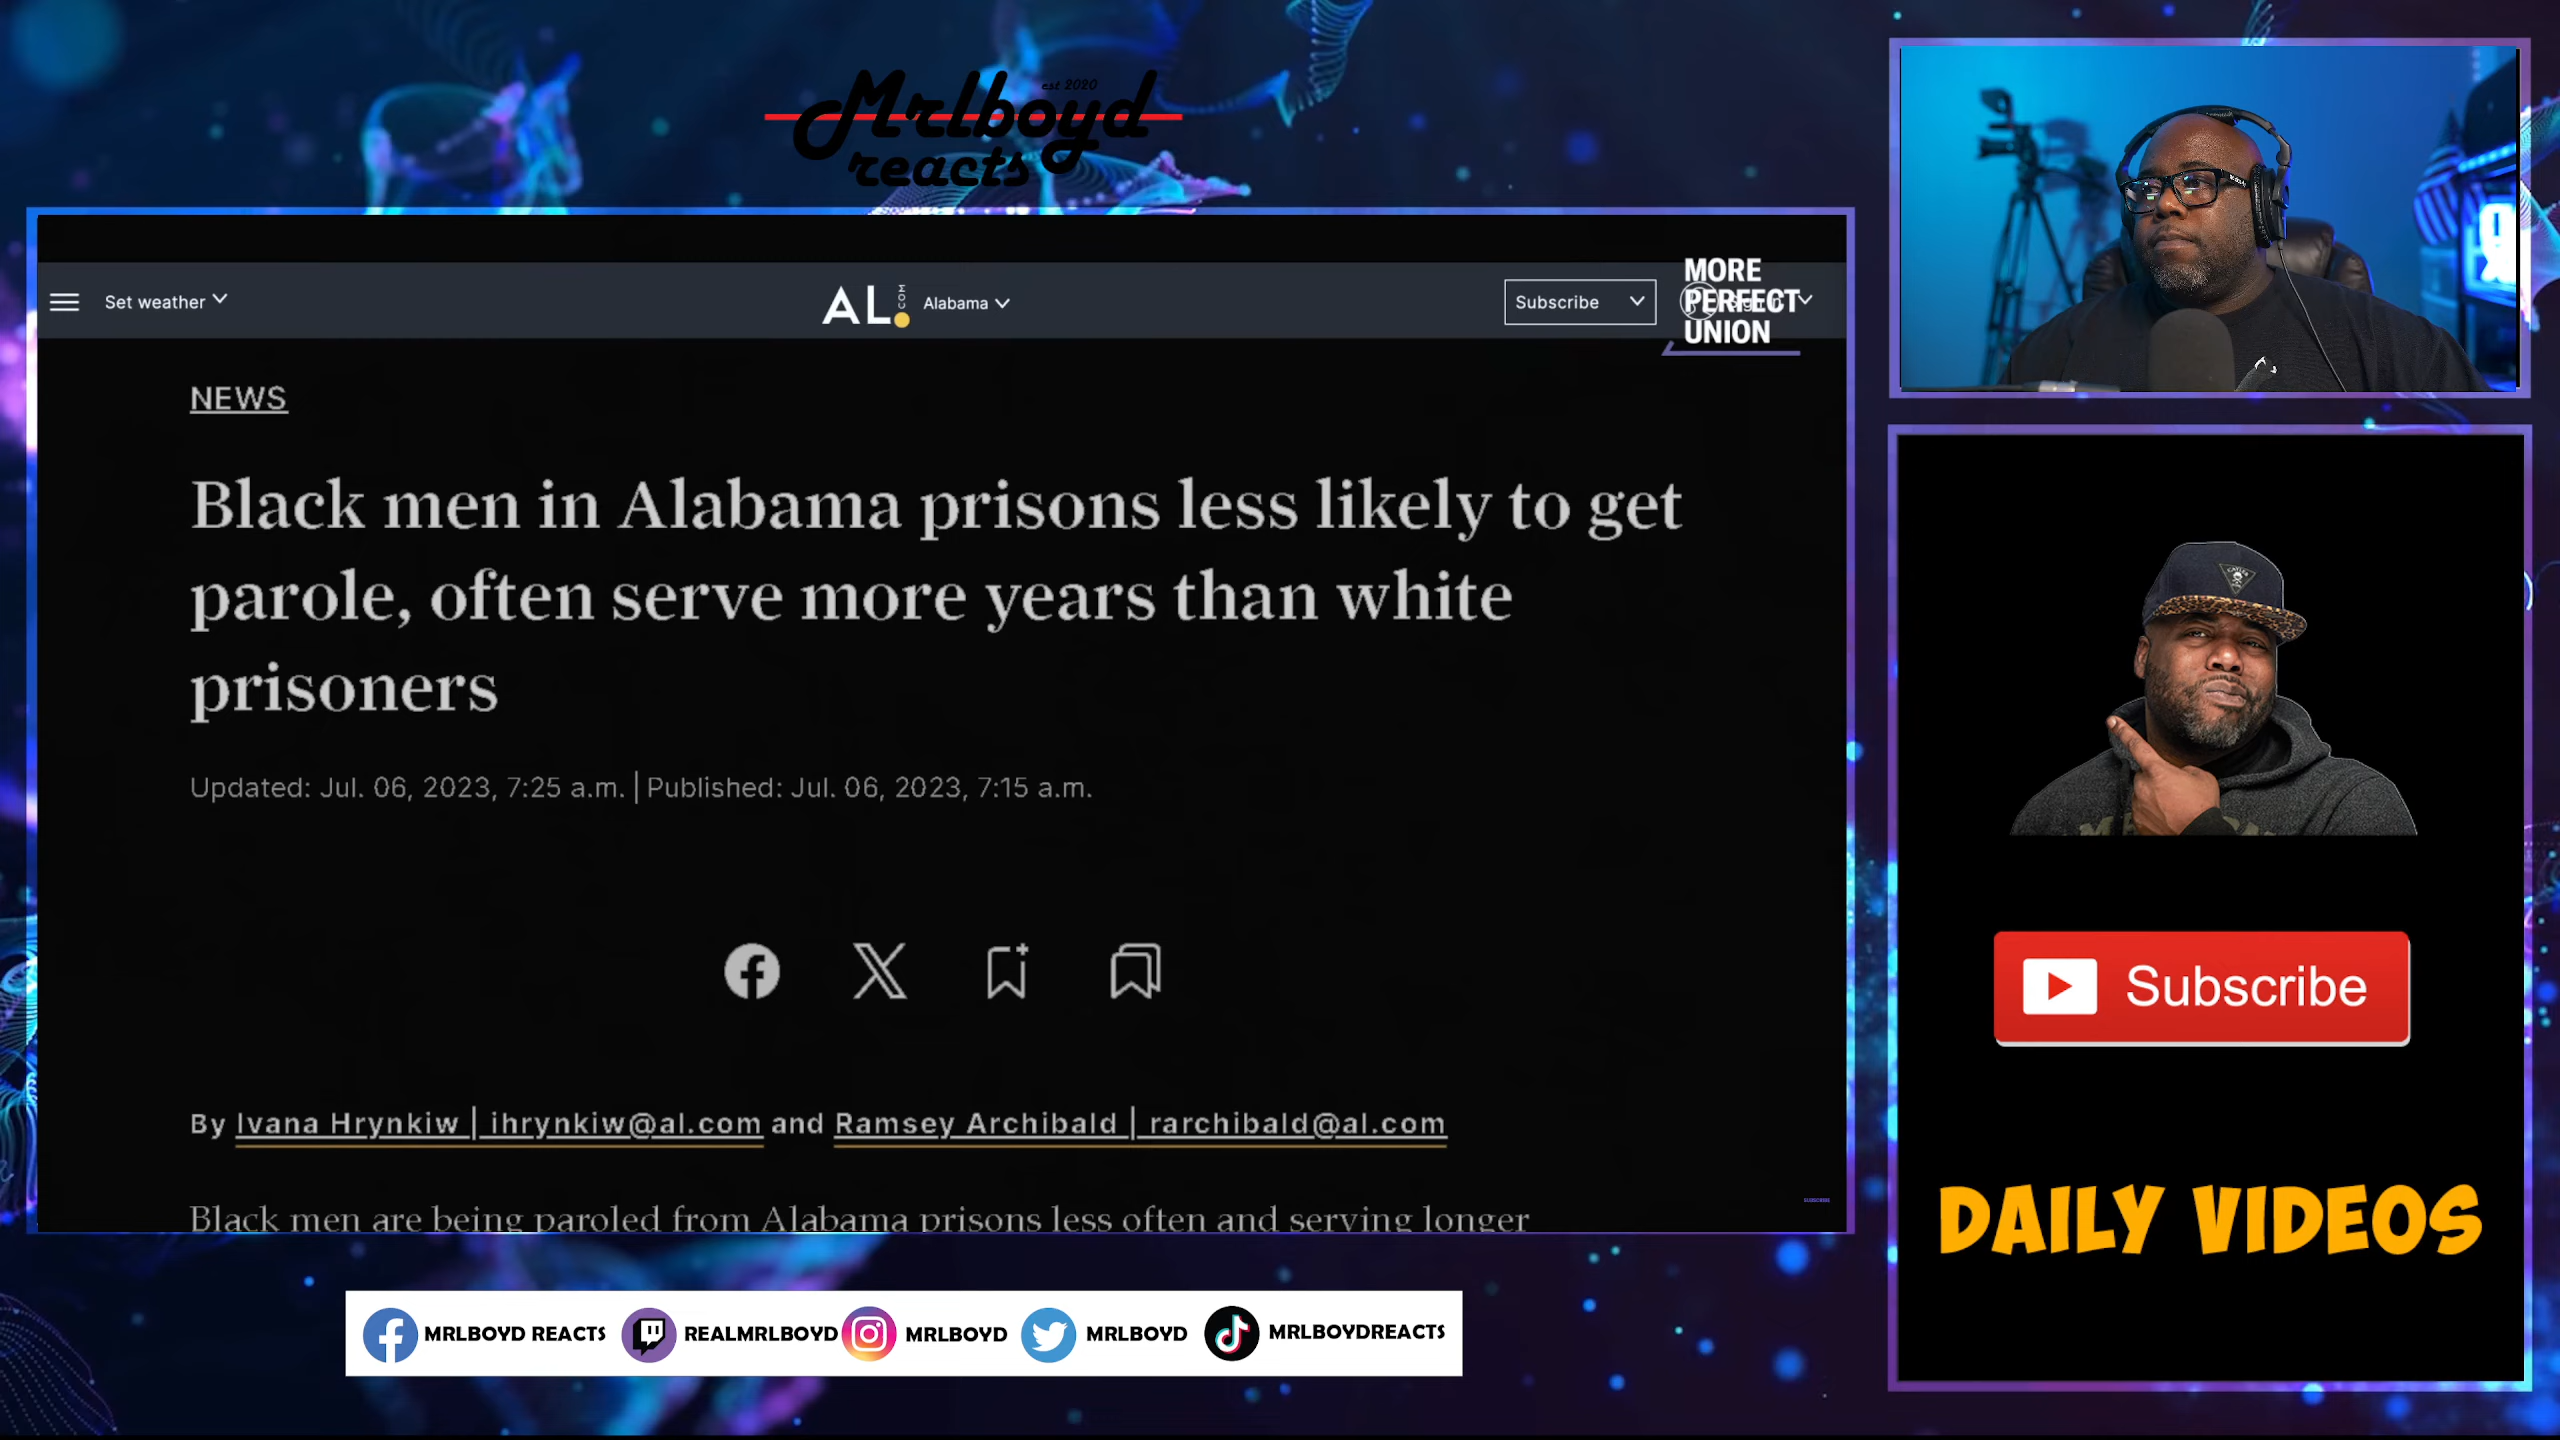 est 2020
Mrlboyd
reacts
Set weather
AL.COM
Alabama
Subscribe
MORE
PERFECT
UNION
NEWS
Black men in Alabama prisons less likely to get
parole, often serve more years than white
prisoners
Updated: Jul. 06, 2023, 7:25 a.m. | Published: Jul. 06, 2023, 7:15 a.m.
By Ivana Hrynkiw | ihrynkiw@al.com and Ramsey Archibald | rarchibald@al.com
Black men are being paroled from Alabama prisons less often and serving longer
SUBSCRIBE
Subscribe
DAILY VIDEOS
MRLBOYD REACTS
REALMRLBOYD
MRLBOYD
MRLBOYD
MRLBOYDREACTS